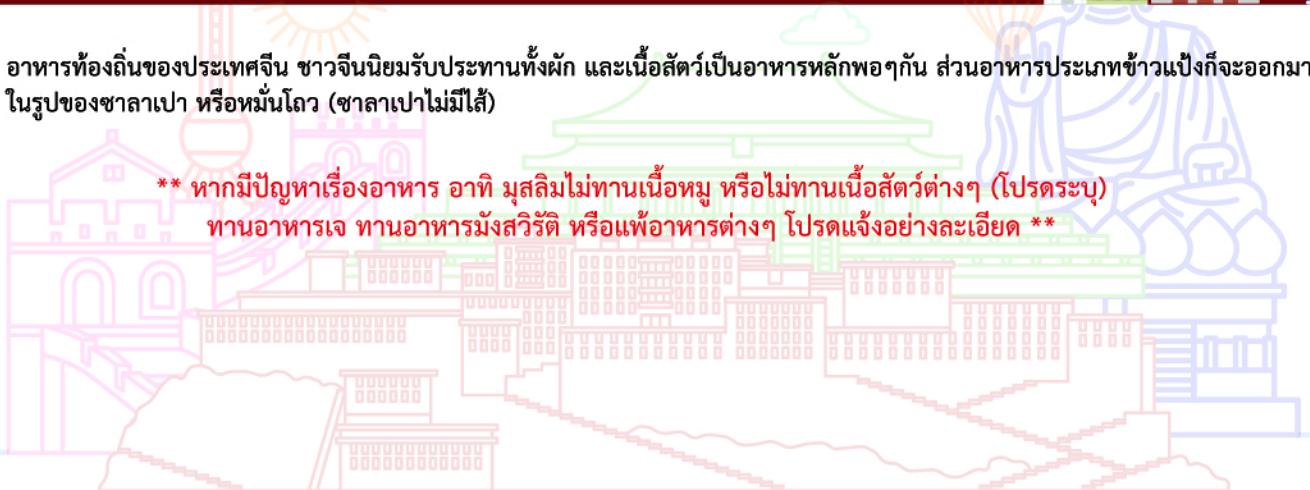 อาหารท้องถิ่นของประเทศจีน ชาวจีนนิยมรับประทานทั้งผัก และเนื้อสัตว์เป็นอาหารหลักพอๆกัน ส่วนอาหารประเภทข้าวแป้งก็จะออกมา
ในรูปของซาลาเปา หรือหมั่นโถว (ซาลาเปาไม่มีไส้)
** หากมีปัญหาเรื่องอาหาร อาทิ มุสลิมไม่ทานเนื้อหมู หรือไม่ทานเนื้อสัตว์ต่างๆ (โปรดระบุ)
ทานอาหารเจ ทานอาหารมังสวิรัติ หรือแพ้อาหารต่างๆ โปรดแจ้งอย่างละเอียด **